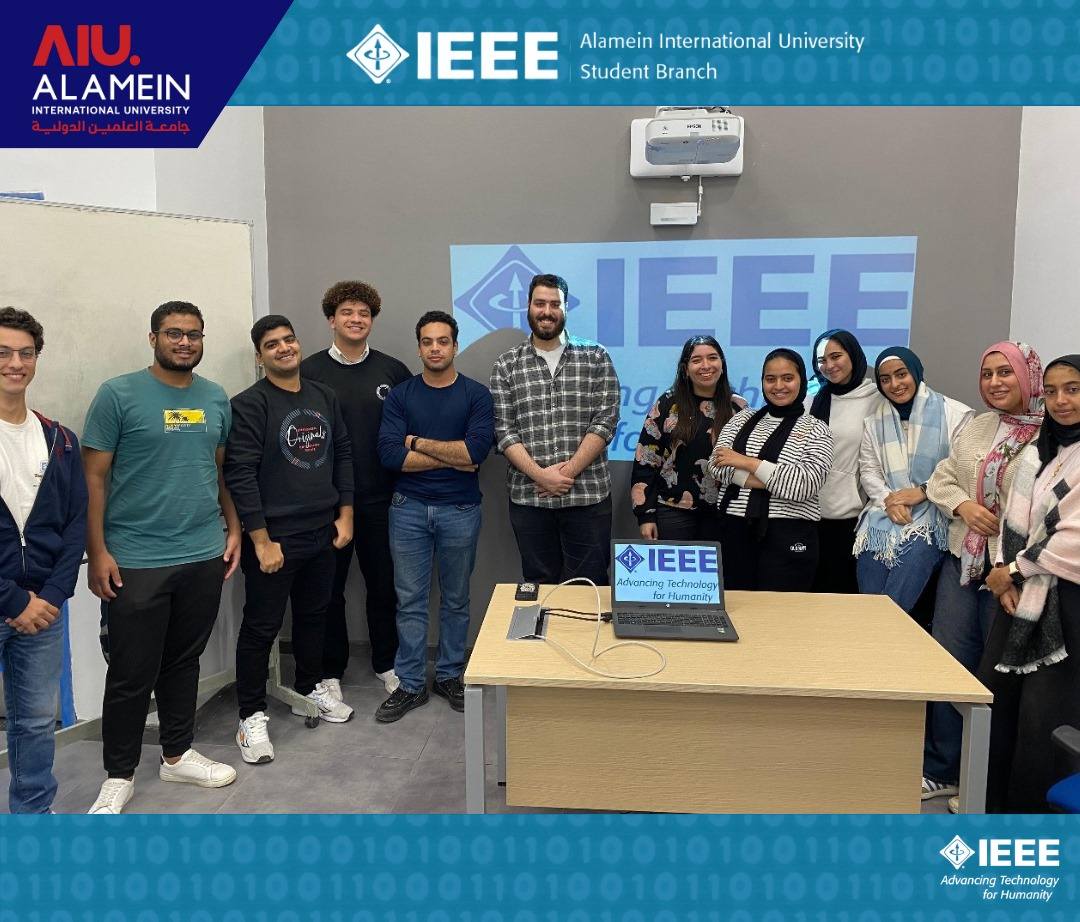 AIU.
ALAMEIN
INTERNATIONAL UNIVERSITY
جامعة العلمين الدولية
IEEE
Alamein International University
Student Branch
EPSON
IEEE
Originals
IEEE
Advancing Technology
for Humanity
IEEE
Advancing Technology
for Humanity